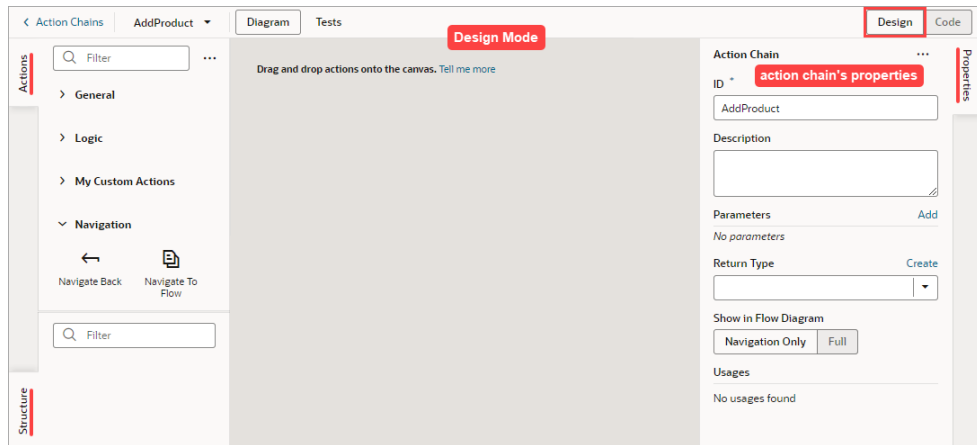 Action Chains
AddProduct
Diagram
Tests
Design
Code
Design Mode
Actions
Filter
...
General
Logic
My Custom Actions
Navigation
Navigate Back
Navigate To
Flow
Filter
Structure
Drag and drop actions onto the canvas. Tell me more
Action Chain
...
action chain's properties
ID *
AddProduct
Description
Parameters
Add
No parameters
Return Type
Create
Show in Flow Diagram
Navigation Only
Full
Usages
No usages found
Properties